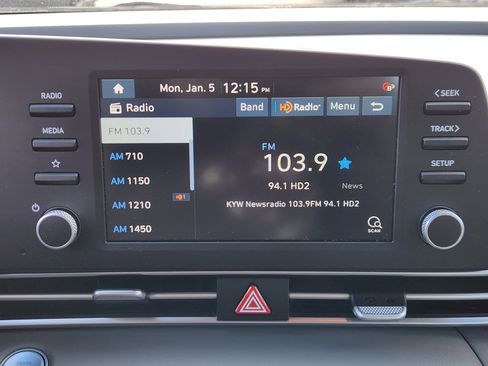 Mon, Jan. 5 12:15 PM
Radio Band HD Radio Menu
RADIO
MEDIA
FM 103.9
AM 710
AM 1150
AM 1210
AM 1450
FM
103.9
94.1 HD2 News
KYW Newsradio 103.9FM 94.1 HD2
SCAN
<SEEK
TRACK>
SETUP